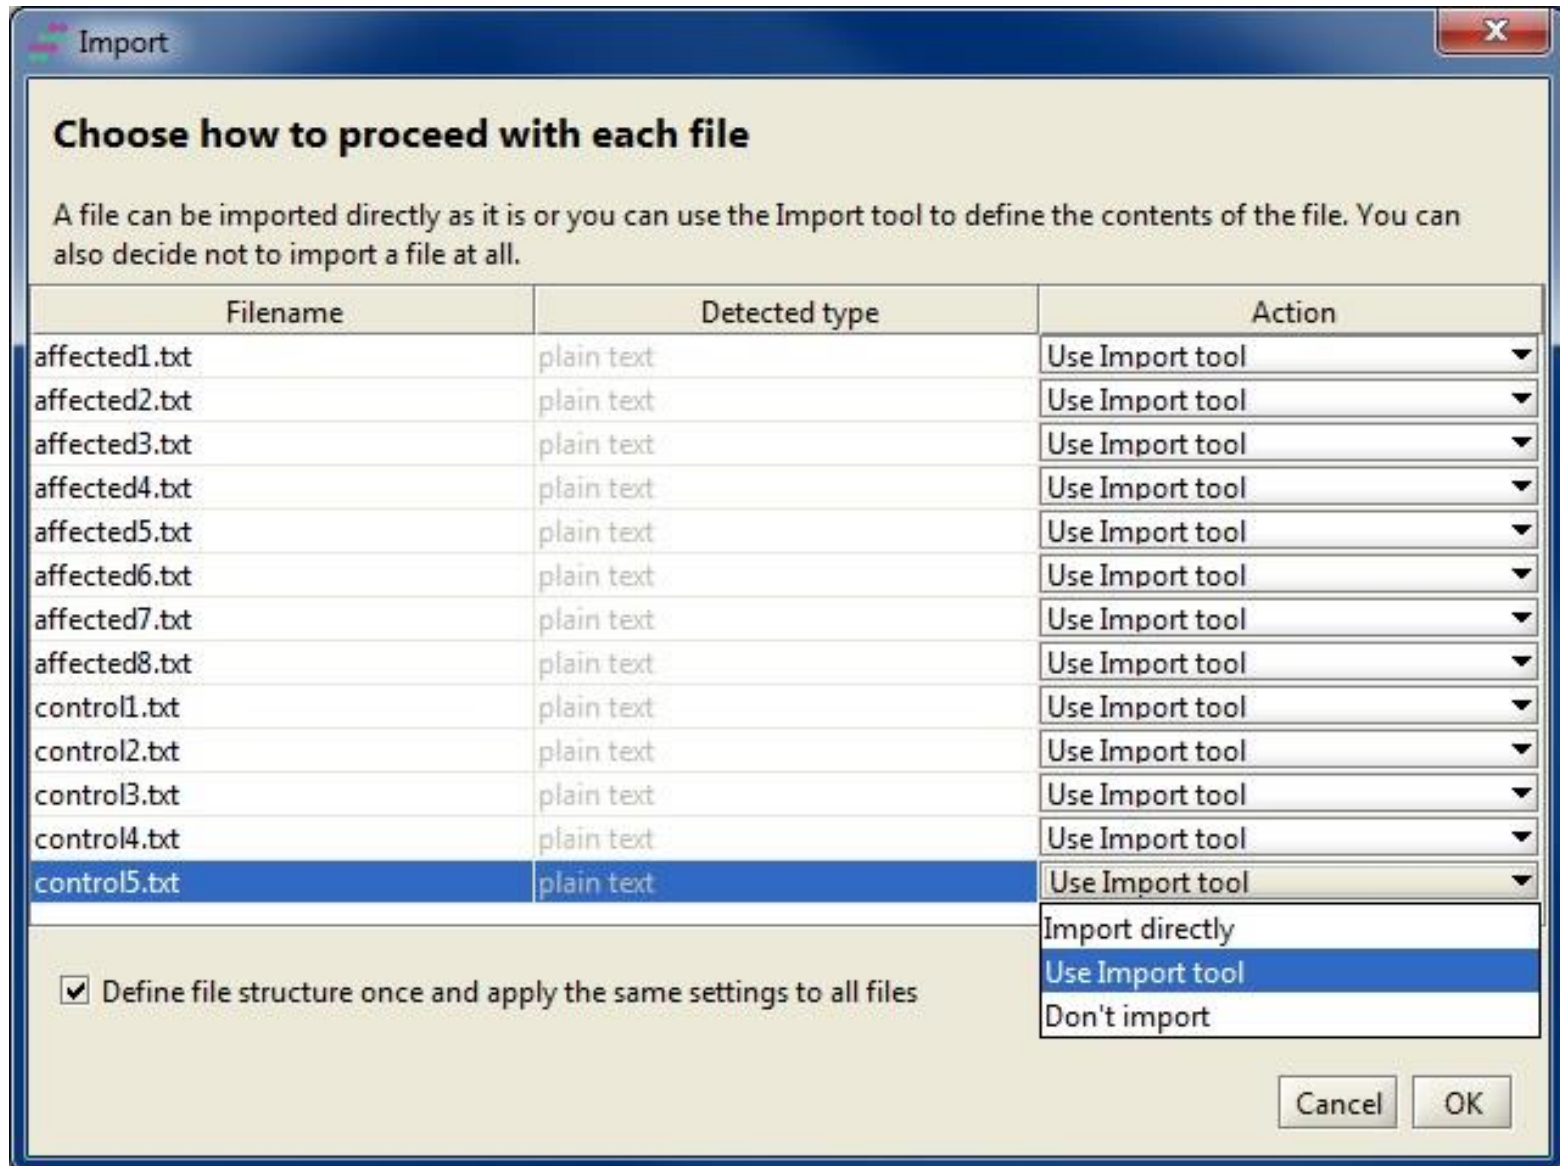 Import
Choose how to proceed with each file
A file can be imported directly as it is or you can use the Import tool to define the contents of the file. You can
also decide not to import a file at all.
Filename Detected type Action
affected1.txt plain text Use Import tool
affected2.txt plain text Use Import tool
affected3.txt plain text Use Import tool
affected4.txt plain text Use Import tool
affected5.txt plain text Use Import tool
affected6.txt plain text Use Import tool
affected7.txt plain text Use Import tool
affected8.txt plain text Use Import tool
control1.txt plain text Use Import tool
control2.txt plain text Use Import tool
control3.txt plain text Use Import tool
control4.txt plain text Use Import tool
control5.txt plain text Use Import tool
Import directly
Use Import tool
Don't import
Define file structure once and apply the same settings to all files
Cancel OK